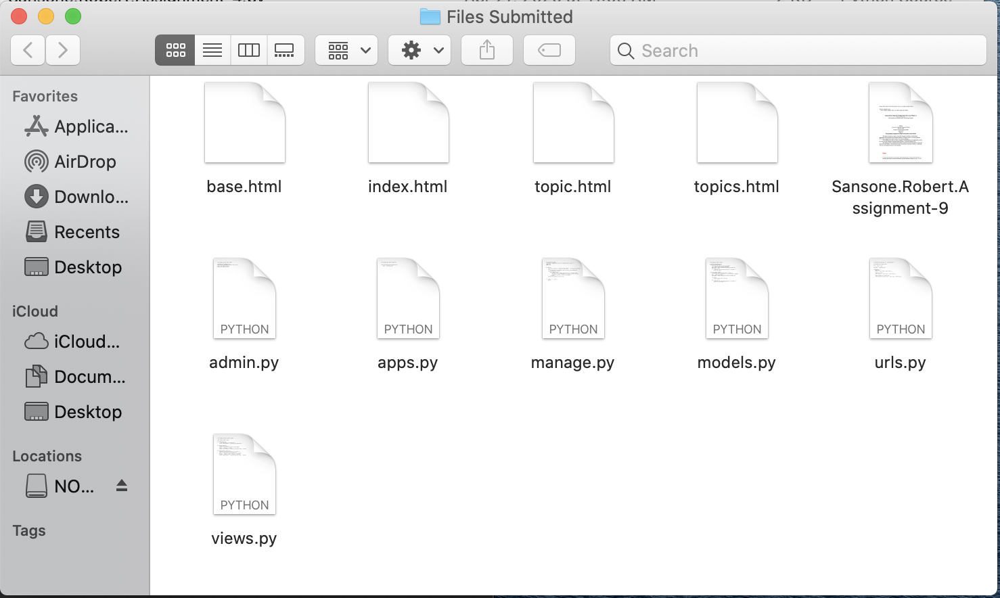 Files Submitted
Search
Favorites
Applica...
AirDrop
Downlo...
Recents
Desktop
iCloud
iCloud...
Docum...
Desktop
Locations
NO...
Tags
base.html
index.html
topic.html
topics.html
Sansone.Robert.A
ssignment-9
PYTHON
PYTHON
PYTHON
PYTHON
PYTHON
admin.py
apps.py
manage.py
models.py
urls.py
PYTHON
views.py